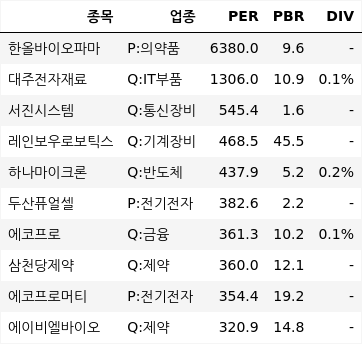 종목 업종 PER PBR DIV
한올바이오파마 P:의약품 6380.0 9.6 -
대주전자재료 Q:IT부품 1306.0 10.9 0.1%
서진시스템 Q:통신장비 545.4 1.6 -
레인보우로보틱스 Q:기계장비 468.5 45.5 -
하나마이크론 Q:반도체 437.9 5.2 0.2%
두산퓨얼셀 P:전기전자 382.6 2.2 -
에코프로 Q:금융 361.3 10.2 0.1%
삼천당제약 Q:제약 360.0 12.1 -
에코프로머티 P:전기전자 354.4 19.2 -
에이비엘바이오 Q:제약 320.9 14.8 -